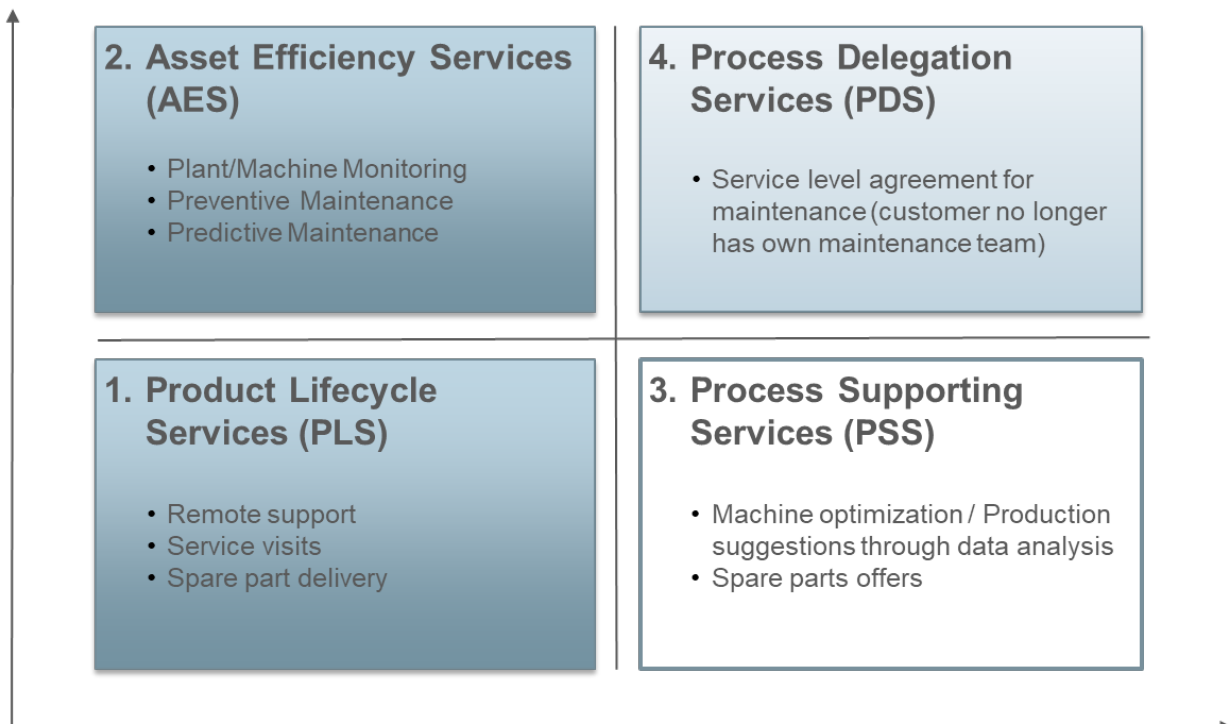 2. Asset Efficiency Services
(AES)
• Plant/Machine Monitoring
• Preventive Maintenance
• Predictive Maintenance
4. Process Delegation
Services (PDS)
• Service level agreement for
maintenance (customer no longer
has own maintenance team)
1. Product Lifecycle
Services (PLS)
• Remote support
• Service visits
• Spare part delivery
3. Process Supporting
Services (PSS)
• Machine optimization / Production
suggestions through data analysis
• Spare parts offers